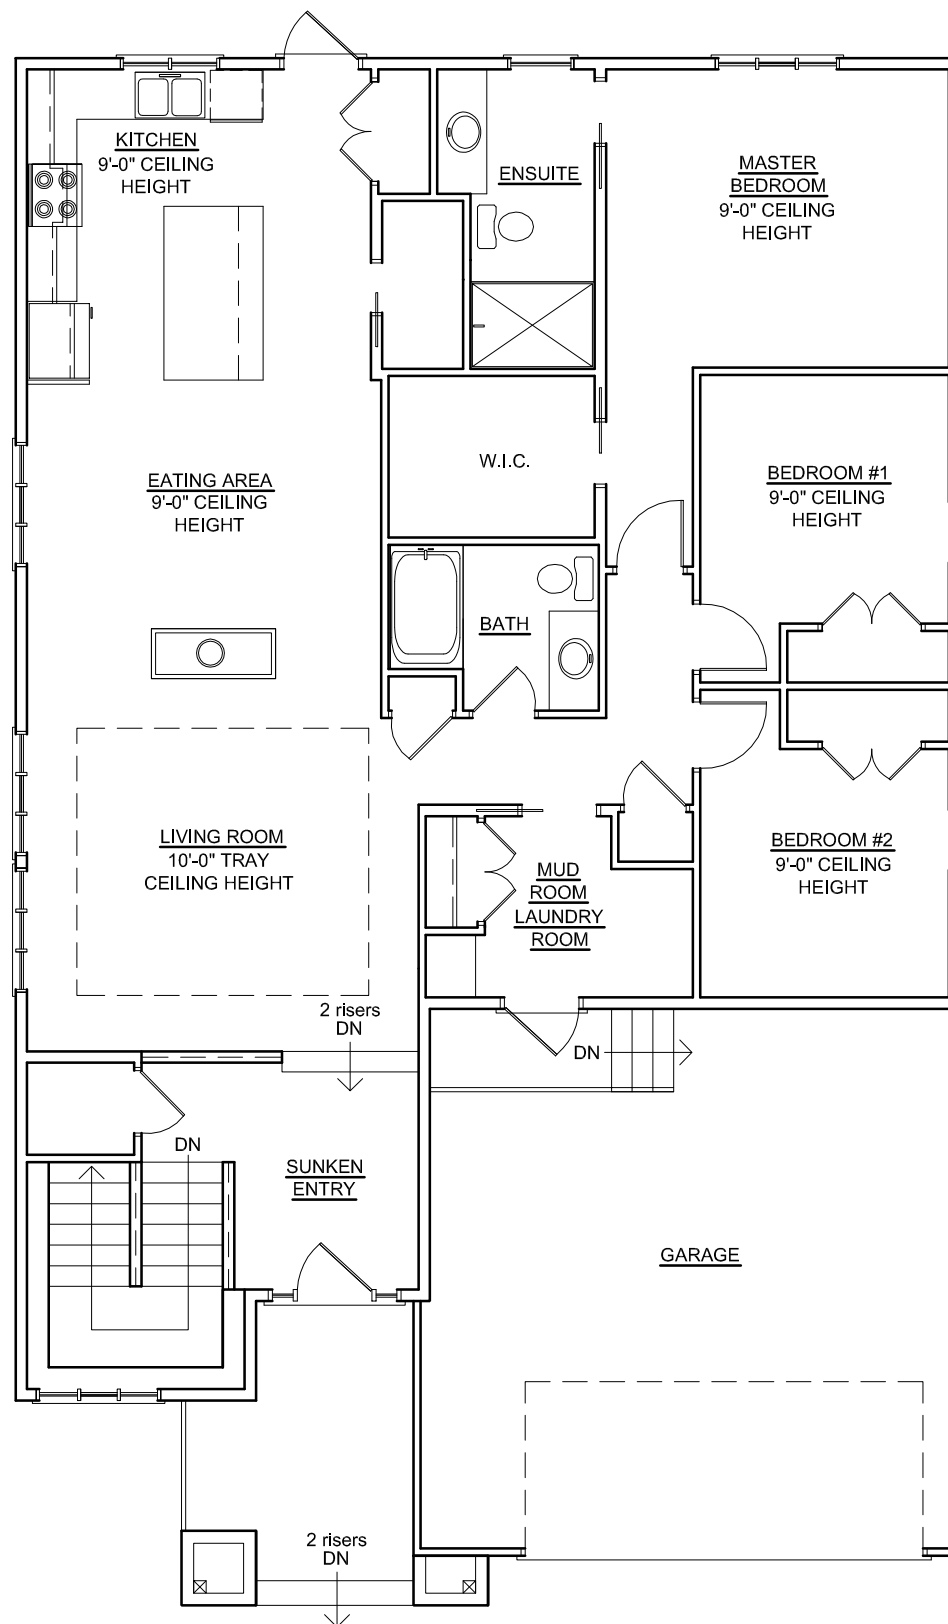 KITCHEN
9'-0" CEILING
HEIGHT
ENSUITE
MASTER
BEDROOM
9'-0" CEILING
HEIGHT
W.I.C.
EATING AREA
9'-0" CEILING
HEIGHT
BEDROOM #1
9'-0" CEILING
HEIGHT
BATH
LIVING ROOM
10'-0" TRAY
CEILING HEIGHT
MUD
ROOM
LAUNDRY
ROOM
BEDROOM #2
9'-0" CEILING
HEIGHT
2 risers
DN
DN
DN
SUNKEN
ENTRY
GARAGE
2 risers
DN